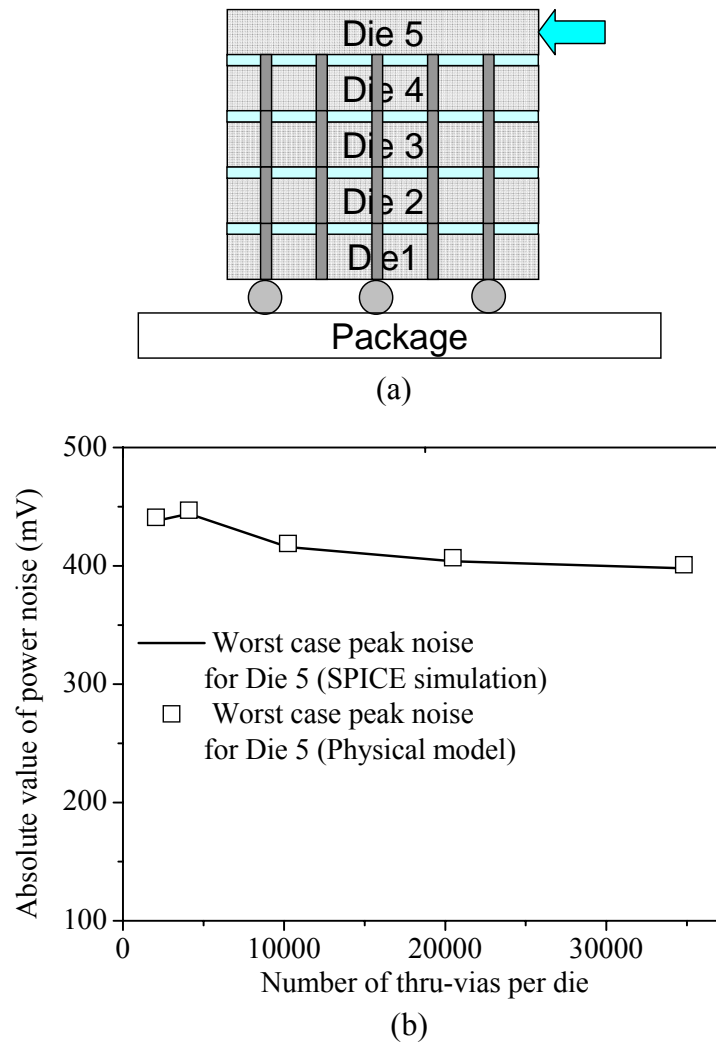 Die 5
Die 4
Die 3
Die 2
Die1
Package
(a)
500
400
300
200
100
Absolute value of power noise (mV)
Worst case peak noise
for Die 5 (SPICE simulation)
Worst case peak noise
for Die 5 (Physical model)
0
10000
20000
30000
Number of thru-vias per die
(b)